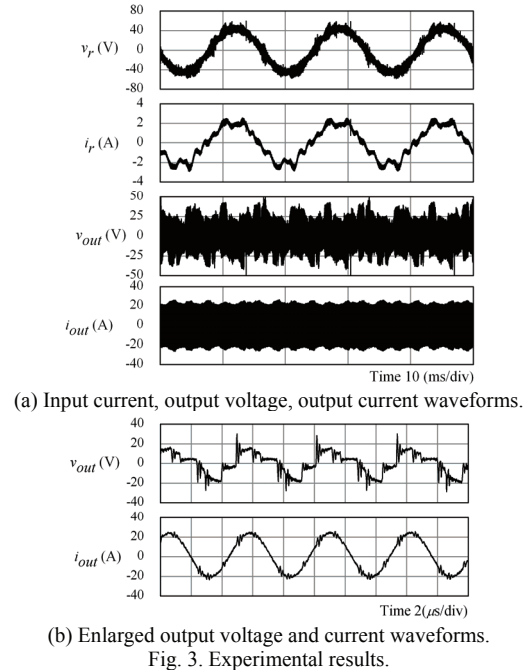 80
40
v_r (V) 0
-40
-80
4
2
i_r (A) 0
-2
-4
50
25
v_out (V) 0
-25
50
40
20
i_out (A) 0
-20
-40
Time 10 (ms/div)
(a) Input current, output voltage, output current waveforms.
40
20
v_out (V) 0
-20
-40
40
20
i_out (A) 0
-20
-40
Time 2(μs/div)
(b) Enlarged output voltage and current waveforms.
Fig. 3. Experimental results.